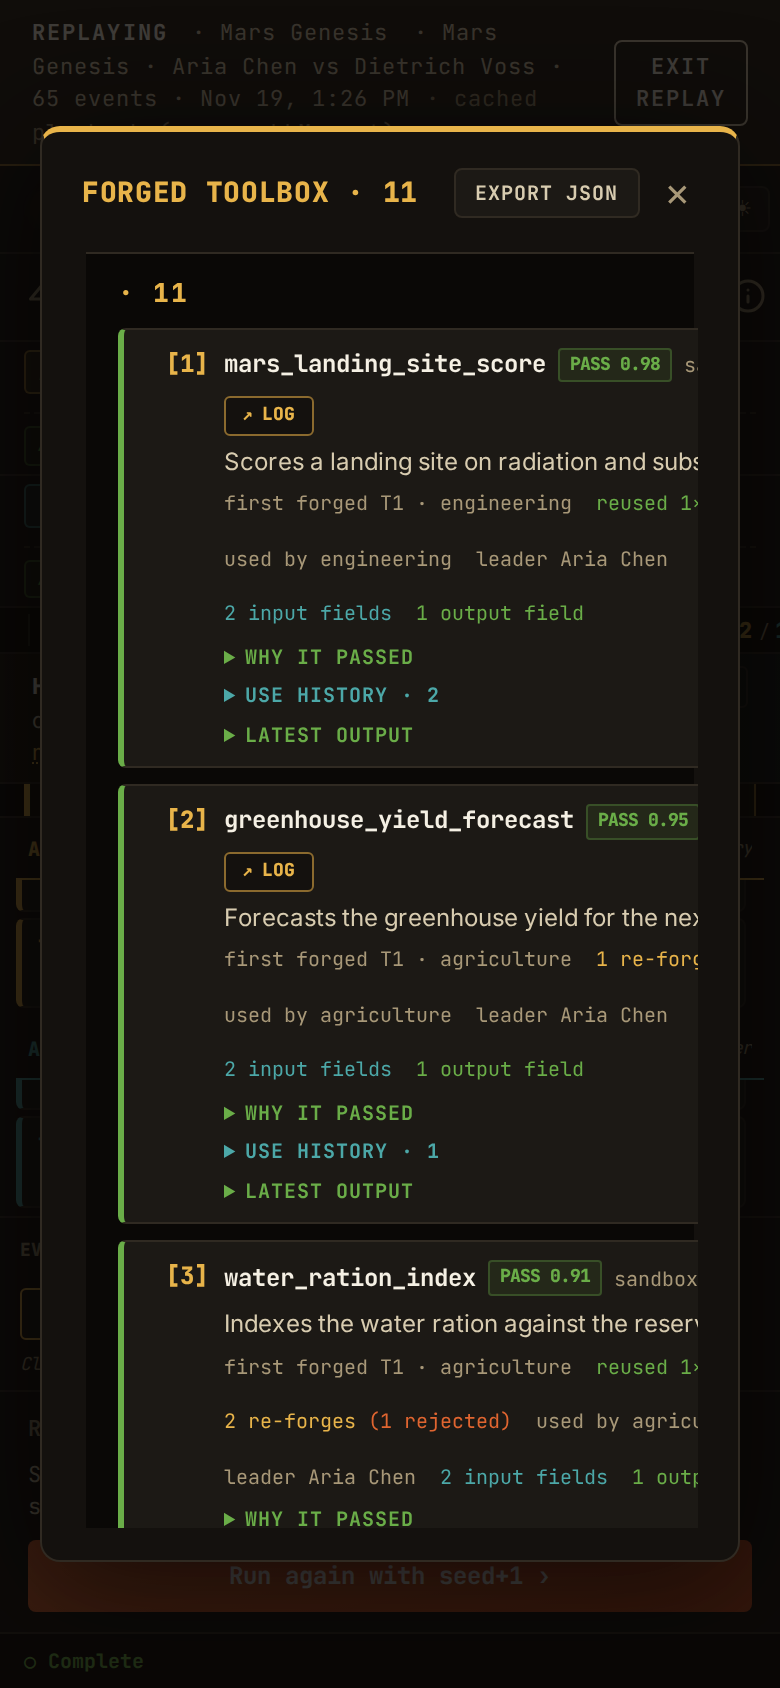 REPLAYING · Mars Genesis · Mars
Genesis · Aria Chen vs Dietrich Voss ·
65 events · Nov 19, 1:26 PM · cached
EXIT
REPLAY
FORGED TOOLBOX · 11
EXPORT JSON
×
· 11
[1] mars_landing_site_score PASS 0.98
↗ LOG
Scores a landing site on radiation and subs
first forged T1 · engineering reused 1×
used by engineering leader Aria Chen
2 input fields 1 output field
▶ WHY IT PASSED
▶ USE HISTORY · 2
▶ LATEST OUTPUT
[2] greenhouse_yield_forecast PASS 0.95
↗ LOG
Forecasts the greenhouse yield for the nex
first forged T1 · agriculture 1 re-forg
used by agriculture leader Aria Chen
2 input fields 1 output field
▶ WHY IT PASSED
▶ USE HISTORY · 1
▶ LATEST OUTPUT
[3] water_ration_index PASS 0.91 sandbox
Indexes the water ration against the reserv
first forged T1 · agriculture reused 1×
2 re-forges (1 rejected) used by agricu
leader Aria Chen 2 input fields 1 outp
▶ WHY IT PASSED
Run again with seed+1 ›
Complete